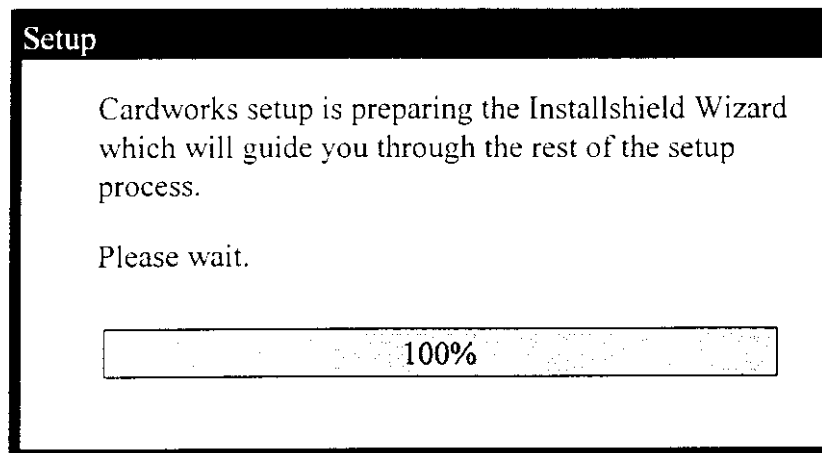 Setup
Cardworks setup is preparing the Installshield Wizard
which will guide you through the rest of the setup
process.
Please wait.
100%